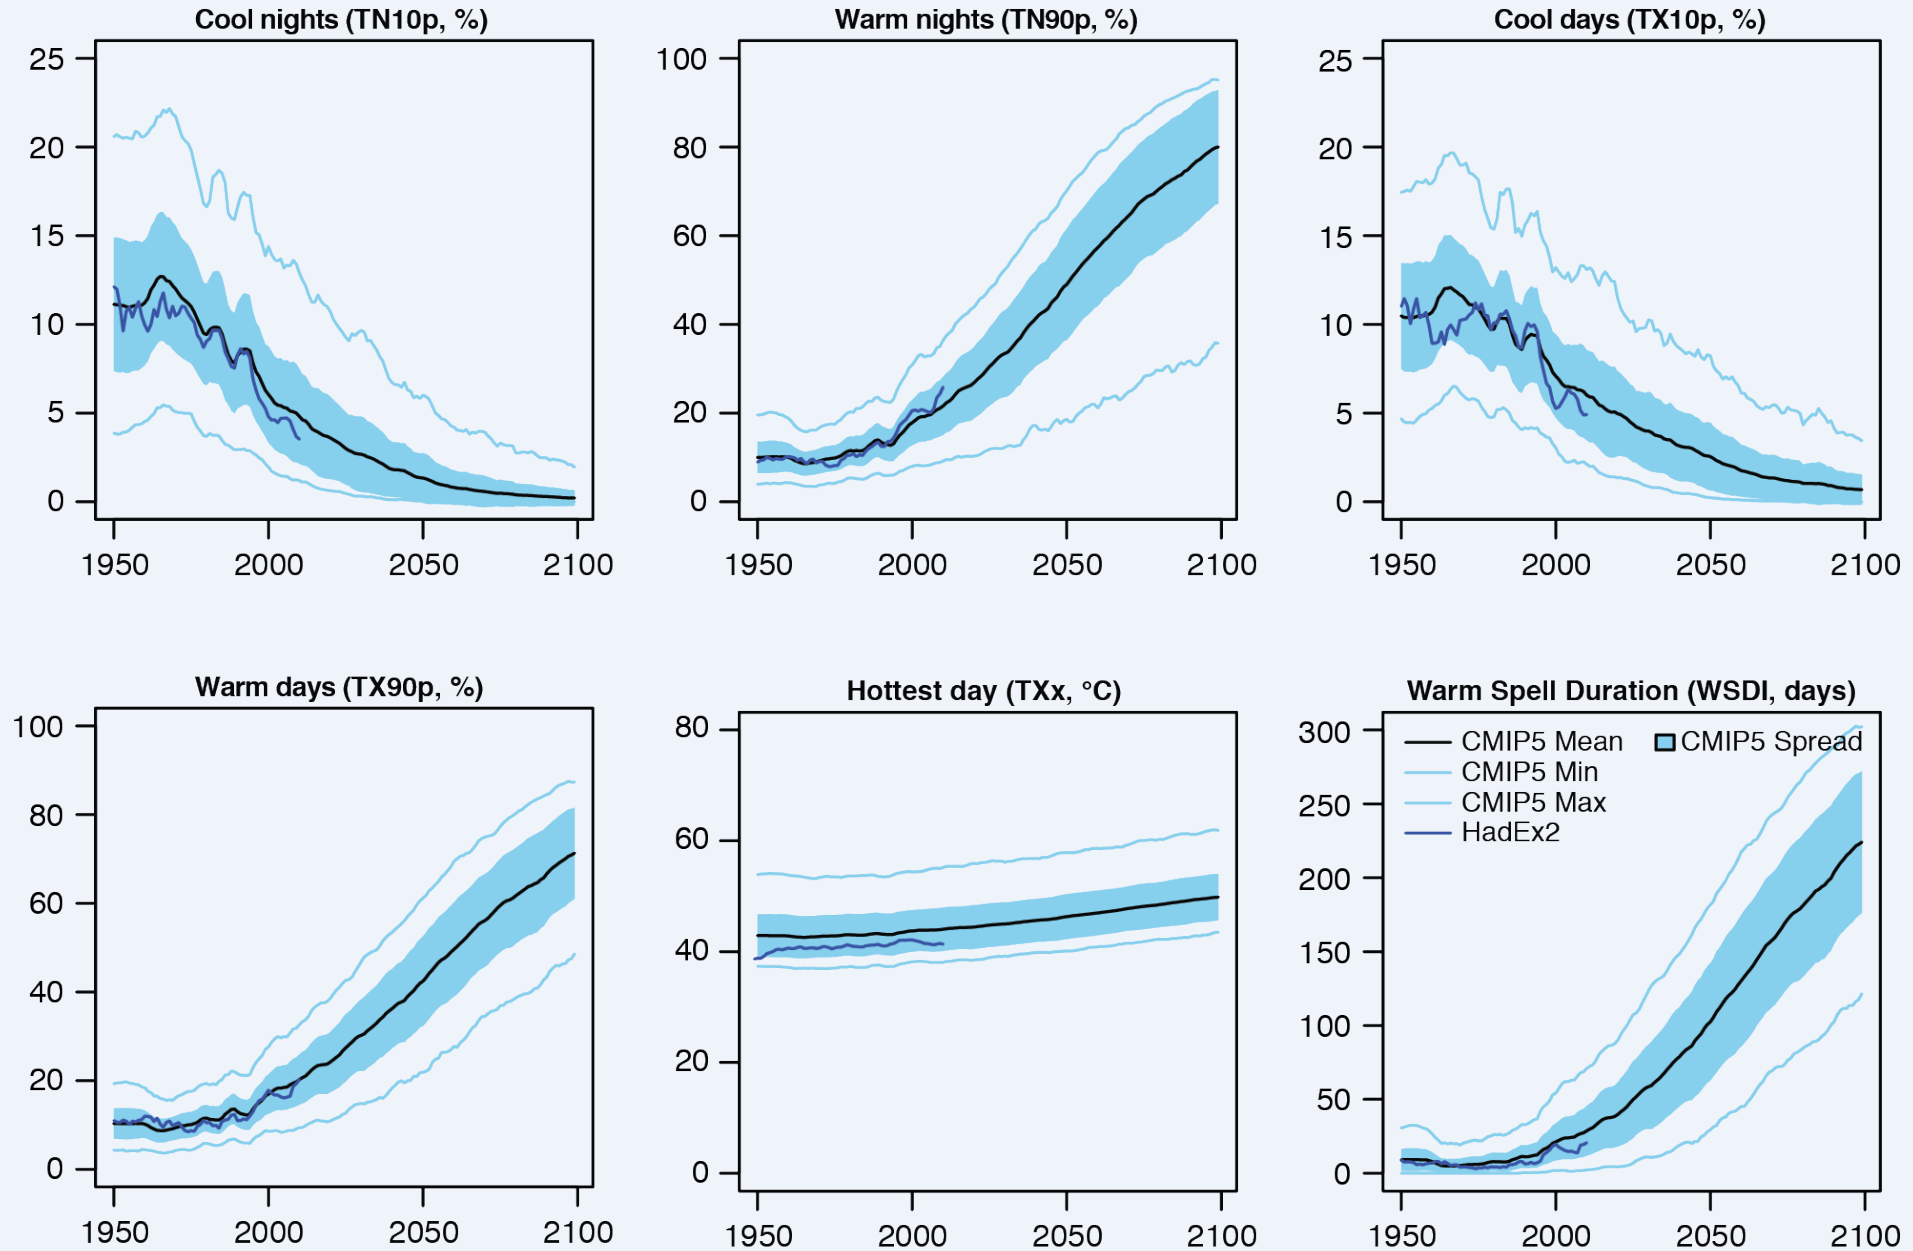 Cool nights (TN10p, %)
25
20
15
10
5
0
1950 2000 2050 2100
Warm nights (TN90p, %)
100
80
60
40
20
0
1950 2000 2050 2100
Cool days (TX10p, %)
25
20
15
10
5
0
1950 2000 2050 2100
Warm days (TX90p, %)
100
80
60
40
20
0
1950 2000 2050 2100
Hottest day (TXx, °C)
80
60
40
20
0
1950 2000 2050 2100
Warm Spell Duration (WSDI, days)
300
250
200
150
100
50
0
CMIP5 Mean CMIP5 Spread
CMIP5 Min
CMIP5 Max
HadEx2
1950 2000 2050 2100